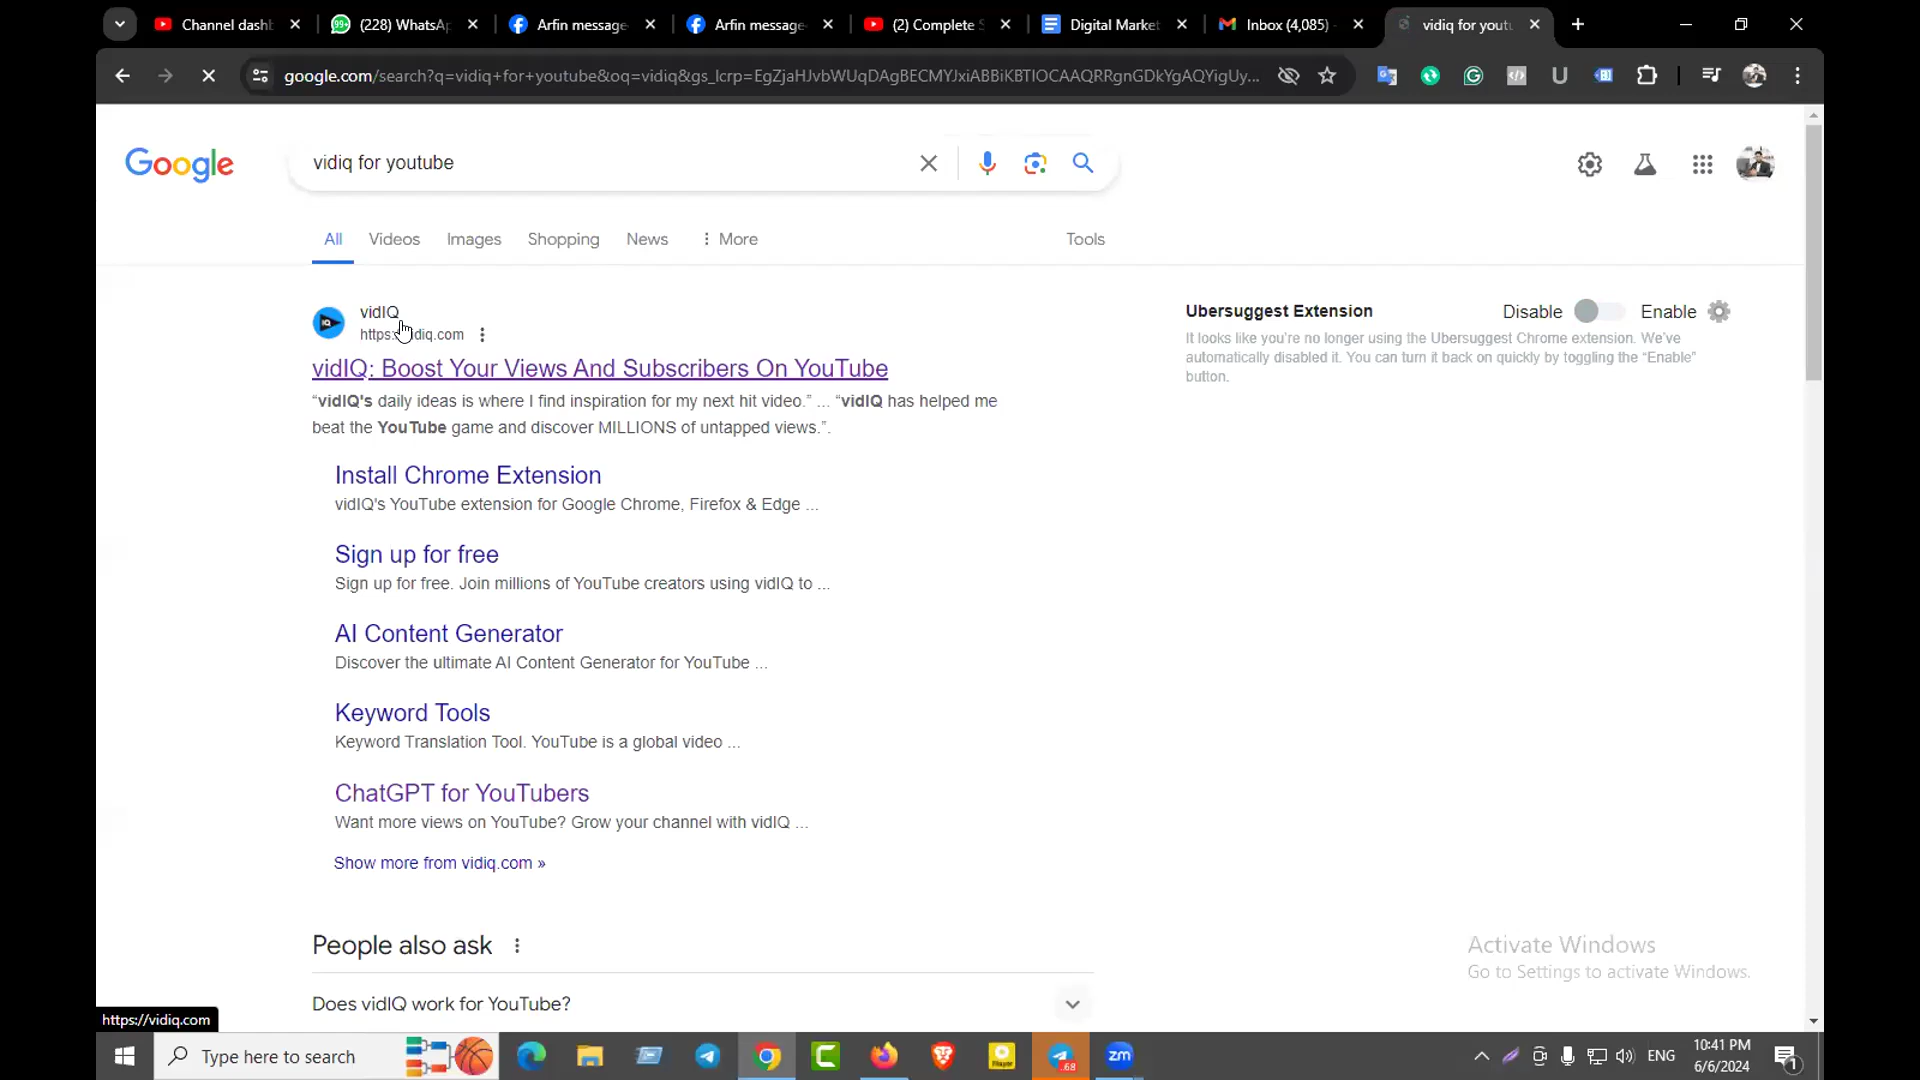 Channel dashb
(228) WhatsAp
Arfin message
Arfin message
(2) Complete S
Digital Market
Inbox (4,085) -
vidiq for youtu
google.com/search?q=vidiq+for+youtube&oq=vidiq&gs_lcrp=EgZjaHJvbWUqDAgBECMYJxiABBiKBTIOCAAQRRgnGDkYgAQYigUy...
Google
vidiq for youtube
All
Videos
Images
Shopping
News
More
Tools
vidIQ
https://vidiq.com
vidIQ: Boost Your Views And Subscribers On YouTube
“vidIQ's daily ideas is where I find inspiration for my next hit video.” ... “vidIQ has helped me
beat the YouTube game and discover MILLIONS of untapped views.”.
Install Chrome Extension
vidIQ's YouTube extension for Google Chrome, Firefox & Edge ...
Sign up for free
Sign up for free. Join millions of YouTube creators using vidIQ to ...
AI Content Generator
Discover the ultimate AI Content Generator for YouTube ...
Keyword Tools
Keyword Translation Tool. YouTube is a global video ...
ChatGPT for YouTubers
Want more views on YouTube? Grow your channel with vidIQ ...
Show more from vidiq.com »
People also ask
Does vidIQ work for YouTube?
Ubersuggest Extension
Disable
Enable
It looks like you're no longer using the Ubersuggest Chrome extension. We've
automatically disabled it. You can turn it back on quickly by toggling the “Enable”
button.
Activate Windows
Go to Settings to activate Windows.
https://vidiq.com
Type here to search
.68
zm
ENG
10:41 PM
6/6/2024
1